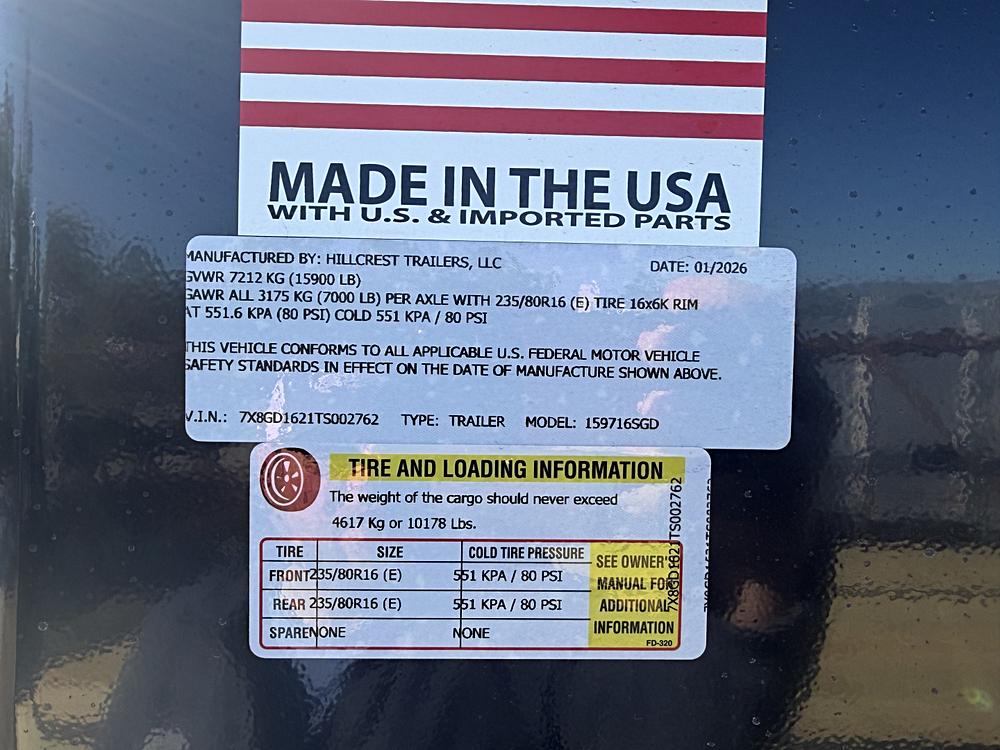 MADE IN THE USA
WITH U.S. & IMPORTED PARTS
MANUFACTURED BY: HILLCREST TRAILERS, LLC DATE: 01/2026
GVWR 7212 KG (15900 LB)
GAWR ALL 3175 KG (7000 LB) PER AXLE WITH 235/80R16 (E) TIRE 16x6K RIM
AT 551.6 KPA (80 PSI) COLD 551 KPA / 80 PSI
THIS VEHICLE CONFORMS TO ALL APPLICABLE U.S. FEDERAL MOTOR VEHICLE
SAFETY STANDARDS IN EFFECT ON THE DATE OF MANUFACTURE SHOWN ABOVE.
V.I.N.: 7X8GD1621TS002762 TYPE: TRAILER MODEL: 159716SGD
TIRE AND LOADING INFORMATION
The weight of the cargo should never exceed
4617 Kg or 10178 Lbs.
TIRE SIZE COLD TIRE PRESSURE
FRONT 235/80R16 (E) 551 KPA / 80 PSI
REAR 235/80R16 (E) 551 KPA / 80 PSI
SPARE NONE NONE
SEE OWNER'S
MANUAL FOR
ADDITIONAL
INFORMATION
FD-320
7X8GD1621TS002762
7X8GD1621TS002762